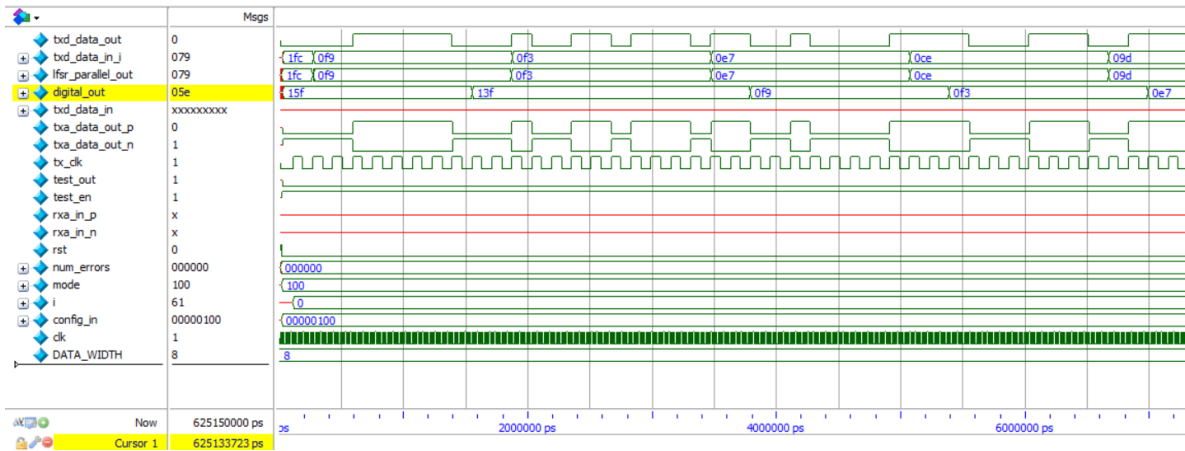 Msgs
txd_data_out 0
txd_data_in_i 079 1fc 0f9 0f3 0e7 0ce 09d
lfsr_parallel_out 079 1fc 0f9 0f3 0e7 0ce 09d
digital_out 05e 15f 13f 0f9 0f3 0e7
txd_data_in xxxxxxxxx
txa_data_out_p 0
txa_data_out_n 1
tx_clk 1
test_out 1
test_en 1
rxa_in_p x
rxa_in_n x
rst 0
num_errors 000000 000000
mode 100 100
i 61 0
config_in 00000100 00000100
clk 1
DATA_WIDTH 8 8
Now 625150000 ps ps 2000000 ps 4000000 ps 6000000 ps
Cursor 1 625133723 ps